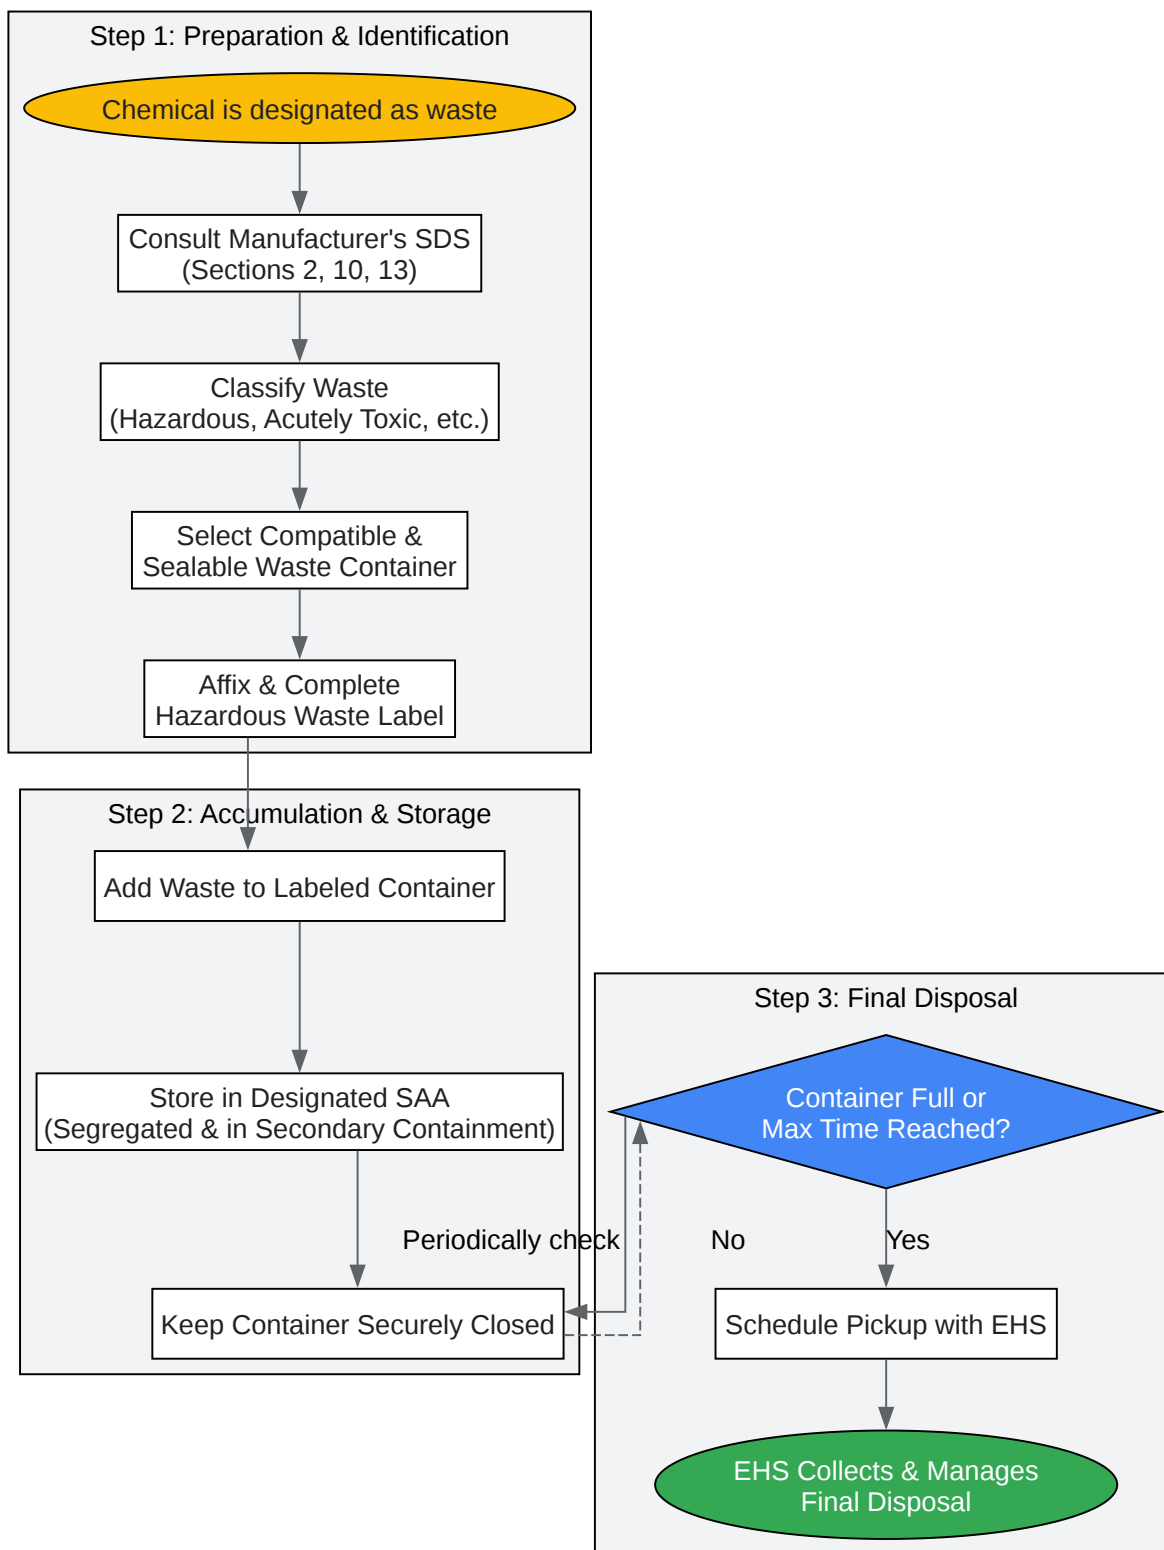 Step 1: Preparation & Identification
Chemical is designated as waste
Consult Manufacturer's SDS
(Sections 2, 10, 13)
Classify Waste
(Hazardous, Acutely Toxic, etc.)
Select Compatible &
Sealable Waste Container
Affix & Complete
Hazardous Waste Label
Step 2: Accumulation & Storage
Add Waste to Labeled Container
Store in Designated SAA
(Segregated & in Secondary Containment)
Periodically check
Keep Container Securely Closed
Step 3: Final Disposal
Container Full or
Max Time Reached?
No
Yes
Schedule Pickup with EHS
EHS Collects & Manages
Final Disposal